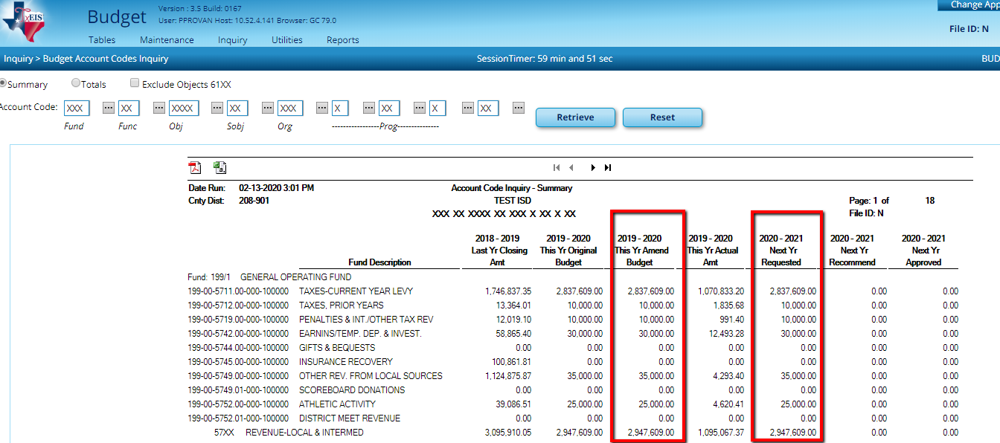 TxEIS
Budget
Version : 3.5 Build: 0167
User: PPROVAN Host: 10.52.4.141 Browser: GC 79.0
Change App
File ID: N
Tables Maintenance Inquiry Utilities Reports
Inquiry > Budget Account Codes Inquiry SessionTimer: 59 min and 51 sec BUD
Summary Totals Exclude Objects 61XX
Account Code: XXX ... XX ... XXXX ... XX ... XXX ... X ... XX ... X ... XX ... Retrieve Reset
Fund Func Obj Sobj Org -----------------Prog---------------
Date Run: 02-13-2020 3:01 PM Account Code Inquiry - Summary
Cnty Dist: 208-901 TEST ISD Page: 1 of 18
XXX XX XXXX XX XXX X XX X XX File ID: N
2018 - 2019 2019 - 2020 2019 - 2020 2019 - 2020 2020 - 2021 2020 - 2021 2020 - 2021
Last Yr Closing This Yr Original This Yr Amend This Yr Actual Next Yr Next Yr Next Yr
Fund Description Amt Budget Budget Amt Requested Recommend Approved
Fund: 199/1 GENERAL OPERATING FUND
199-00-5711.00-000-100000 TAXES-CURRENT YEAR LEVY 1,746,837.35 2,837,609.00 2,837,609.00 1,070,833.20 2,837,609.00 0.00 0.00
199-00-5712.00-000-100000 TAXES, PRIOR YEARS 13,364.01 10,000.00 10,000.00 1,835.68 10,000.00 0.00 0.00
199-00-5719.00-000-100000 PENALTIES & INT./OTHER TAX REV 12,019.10 10,000.00 10,000.00 991.40 10,000.00 0.00 0.00
199-00-5742.00-000-100000 EARNINS/TEMP. DEP. & INVEST. 58,865.40 30,000.00 30,000.00 12,493.28 30,000.00 0.00 0.00
199-00-5744.00-000-100000 GIFTS & BEQUESTS 0.00 0.00 0.00 0.00 0.00 0.00 0.00
199-00-5745.00-000-100000 INSURANCE RECOVERY 100,861.81 0.00 0.00 0.00 0.00 0.00 0.00
199-00-5749.00-000-100000 OTHER REV. FROM LOCAL SOURCES 1,124,875.87 35,000.00 35,000.00 4,293.40 35,000.00 0.00 0.00
199-00-5749.01-000-100000 SCOREBOARD DONATIONS 0.00 0.00 0.00 0.00 0.00 0.00 0.00
199-00-5752.00-000-100000 ATHLETIC ACTIVITY 39,086.51 25,000.00 25,000.00 4,620.41 25,000.00 0.00 0.00
199-00-5752.01-000-100000 DISTRICT MEET REVENUE 0.00 0.00 0.00 0.00 0.00 0.00 0.00
57XX REVENUE-LOCAL & INTERMED 3,095,910.05 2,947,609.00 2,947,609.00 1,095,067.37 2,947,609.00 0.00 0.00